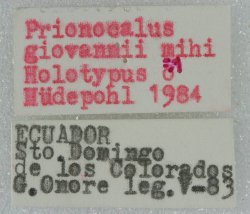 Prionocalus
giovannii mihi
Holotypus ♂
Hüdepohl 1984
ECUADOR
Sto Domingo
de los Colorados
G. Onore leg. V-83